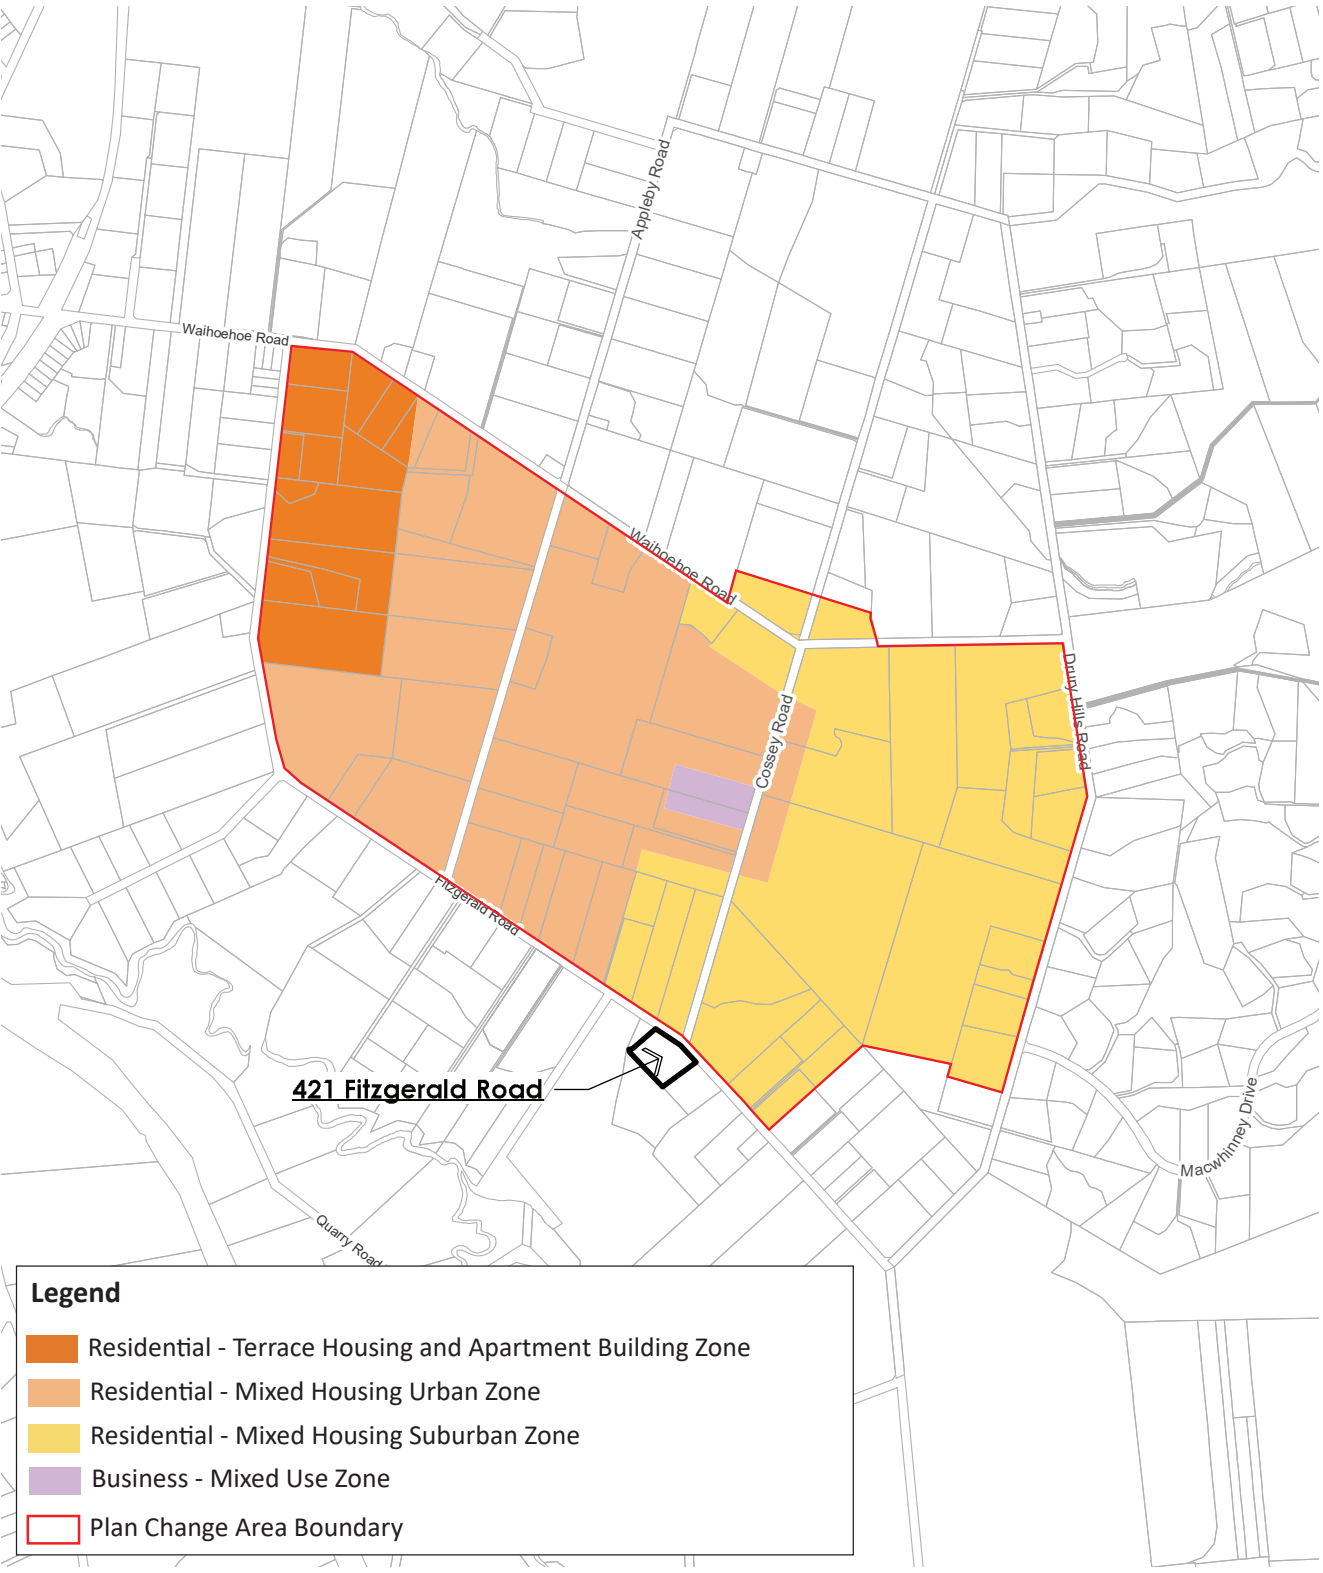 Appleby Road
Waihoehoe Road
Waihoehoe Road
Drury Hills Road
Cossey Road
Fitzgerald Road
421 Fitzgerald Road
Macwhinney Drive
Quarry Road
Legend
Residential - Terrace Housing and Apartment Building Zone
Residential - Mixed Housing Urban Zone
Residential - Mixed Housing Suburban Zone
Business - Mixed Use Zone
Plan Change Area Boundary